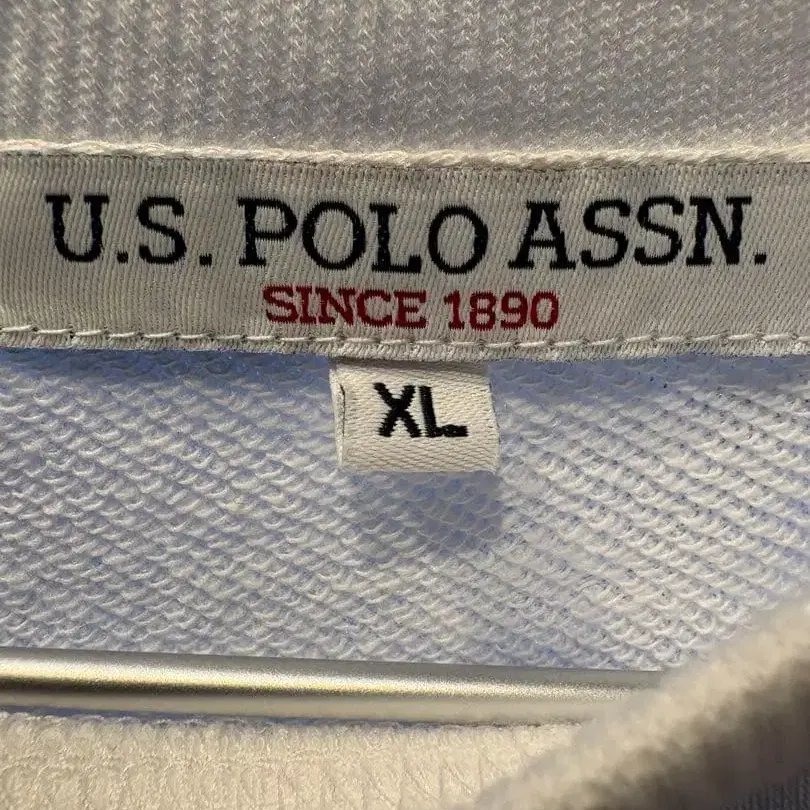 U.S. POLO ASSN.
SINCE 1890
XL